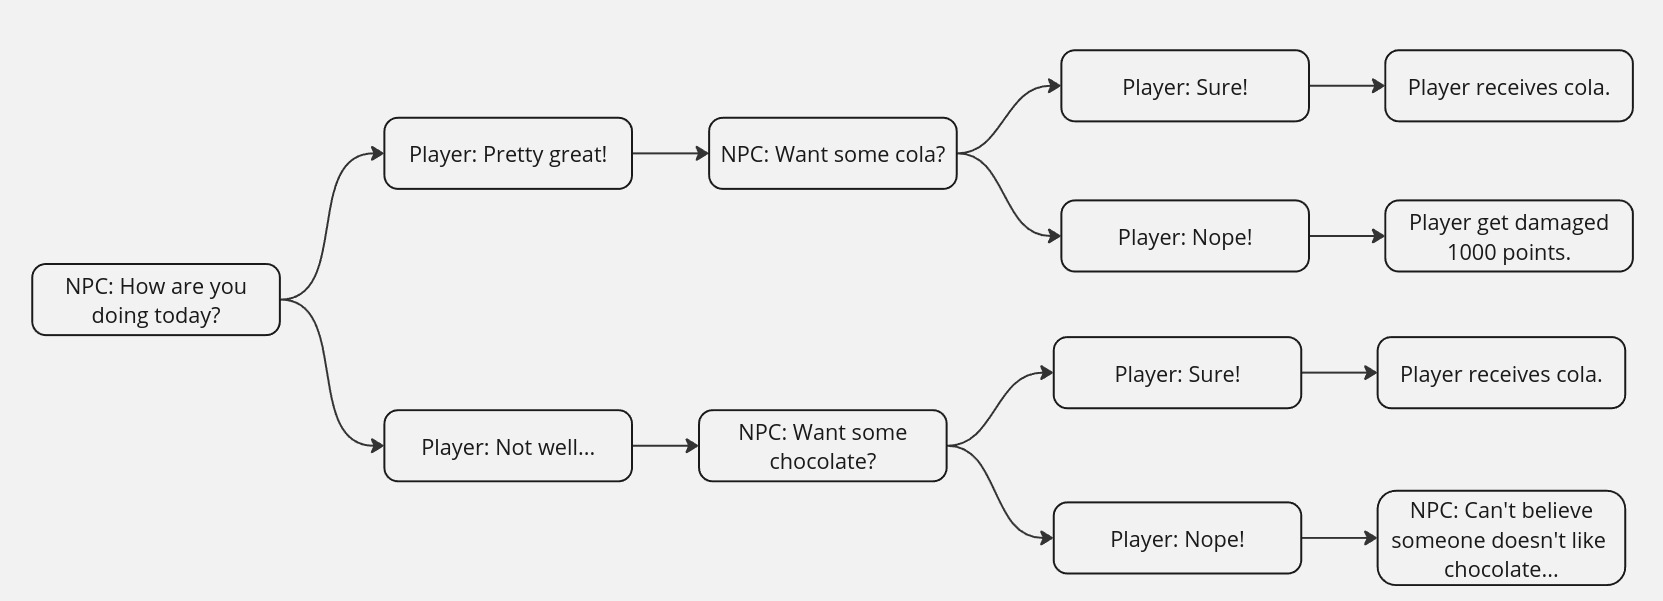 Player: Sure!
Player receives cola.
Player: Pretty great!
NPC: Want some cola?
Player: Nope!
Player get damaged
1000 points.
NPC: How are you
doing today?
Player: Sure!
Player receives cola.
Player: Not well...
NPC: Want some
chocolate?
Player: Nope!
NPC: Can't believe
someone doesn't like
chocolate...